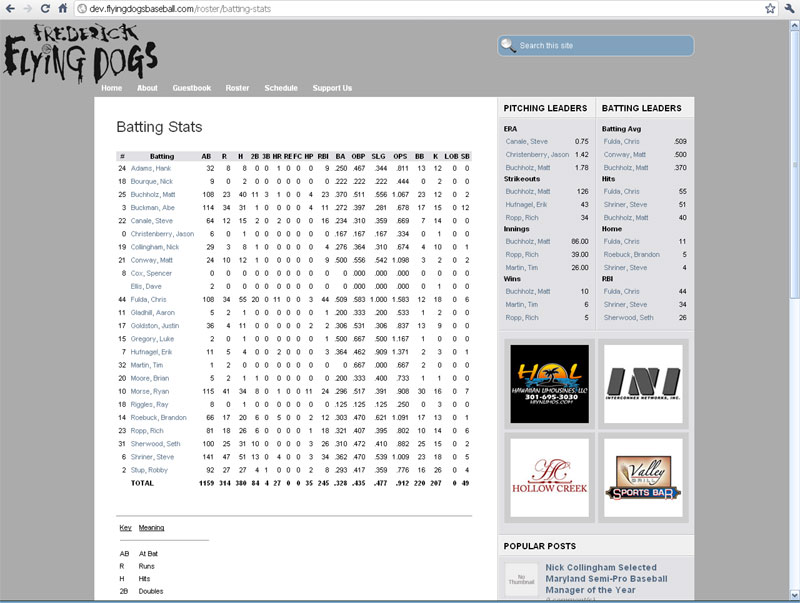 dev.flyingdogsbaseball.com/roster/batting-stats
FREDERICK
FLYING DOGS
Search this site
Home About Guestbook Roster Schedule Support Us
Batting Stats
# Batting AB R H 2B 3B HR RE FC HP RBI BA OBP SLG OPS BB K LOB SB
24 Adams, Hank 32 8 8 0 0 1 0 0 0 9 .250 .467 .344 .811 13 12 0 0
18 Bourque, Nick 9 0 2 0 0 0 0 0 0 0 .222 .222 .222 .444 0 2 0 0
25 Buchholz, Matt 108 23 40 11 3 1 0 0 4 23 .370 .511 .556 1.067 23 12 0 2
3 Buckman, Abe 114 34 31 1 0 0 0 0 4 11 .272 .397 .281 .678 17 15 0 12
22 Canale, Steve 64 12 15 2 0 2 0 0 0 16 .234 .310 .359 .669 7 14 0 0
0 Christenberry, Jason 6 0 1 0 0 0 0 0 0 0 .167 .167 .167 .334 0 1 0 0
19 Collingham, Nick 29 3 8 1 0 0 0 0 0 4 .276 .364 .310 .674 4 10 0 1
21 Conway, Matt 24 10 12 1 0 0 0 0 0 5 .500 .556 .542 1.098 3 2 0 2
8 Cox, Spencer 0 0 0 0 0 0 0 0 0 0 0.000 .000 .000 .000 0 0 0 0
Ellis, Dave 2 0 0 0 0 0 0 0 0 0 0.000 .000 .000 .000 0 0 0 0
44 Fulda, Chris 108 34 55 20 0 11 0 0 3 44 .509 .583 1.000 1.583 12 18 0 6
11 Gladhill, Aaron 5 2 1 0 0 0 0 0 0 1 .200 .333 .200 .533 1 2 0 0
17 Goldston, Justin 36 4 11 0 0 0 0 0 2 2 .306 .531 .306 .837 13 9 0 0
15 Gregory, Luke 2 0 1 0 0 0 0 0 0 0 .500 .667 .500 1.167 1 0 0 0
7 Hufnagel, Erik 11 5 4 0 0 2 0 0 0 3 .364 .462 .909 1.371 2 3 0 1
32 Martin, Tim 1 2 0 0 0 0 0 0 0 0 0 .667 .000 .667 2 0 0 0
20 Moore, Brian 5 2 1 1 0 0 0 0 0 0 .200 .333 .400 .733 1 1 0 0
10 Morse, Ryan 115 41 34 8 0 1 0 0 11 24 .296 .517 .391 .908 30 16 0 7
18 Riggles, Ray 8 0 1 0 0 0 0 0 0 0 .125 .125 .125 .250 0 3 0 0
14 Roebuck, Brandon 66 17 20 6 0 5 0 0 2 12 .303 .470 .621 1.091 17 13 0 1
23 Ropp, Rich 81 18 26 6 0 0 0 0 1 18 .321 .407 .395 .802 10 14 0 6
31 Sherwood, Seth 100 25 31 10 0 0 0 0 3 26 .310 .472 .410 .882 25 15 0 2
6 Shriner, Steve 141 47 51 13 0 4 0 0 3 34 .362 .470 .539 1.009 23 18 0 5
2 Stup, Robby 92 27 27 4 1 0 0 0 2 8 .293 .417 .359 .776 16 26 0 4
TOTAL 1159 314 380 84 4 27 0 0 35 245 .328 .435 .477 .912 220 207 0 49
Key Meaning
AB At Bat
R Runs
H Hits
2B Doubles
PITCHING LEADERS
ERA
Canale, Steve 0.75
Christenberry, Jason 1.42
Buchholz, Matt 1.78
Strikeouts
Buchholz, Matt 126
Hufnagel, Erik 43
Ropp, Rich 34
Innings
Buchholz, Matt 86.00
Ropp, Rich 39.00
Martin, Tim 26.00
Wins
Buchholz, Matt 10
Martin, Tim 6
Ropp, Rich 5
BATTING LEADERS
Batting Avg
Fulda, Chris .509
Conway, Matt .500
Buchholz, Matt .370
Hits
Fulda, Chris 55
Shriner, Steve 51
Buchholz, Matt 40
Home
Fulda, Chris 11
Roebuck, Brandon 5
Shriner, Steve 4
RBI
Fulda, Chris 44
Shriner, Steve 34
Sherwood, Seth 26
HOL
HAWAIIAN LIMOUSINES, LLC
301-695-3030
INI
INTERCONNEX NETWORKS, INC.
HC
HOLLOW CREEK
Valley
GRILL
SPORTS BAR
POPULAR POSTS
No
Thumbnail
Nick Collingham Selected
Maryland Semi-Pro Baseball
Manager of the Year